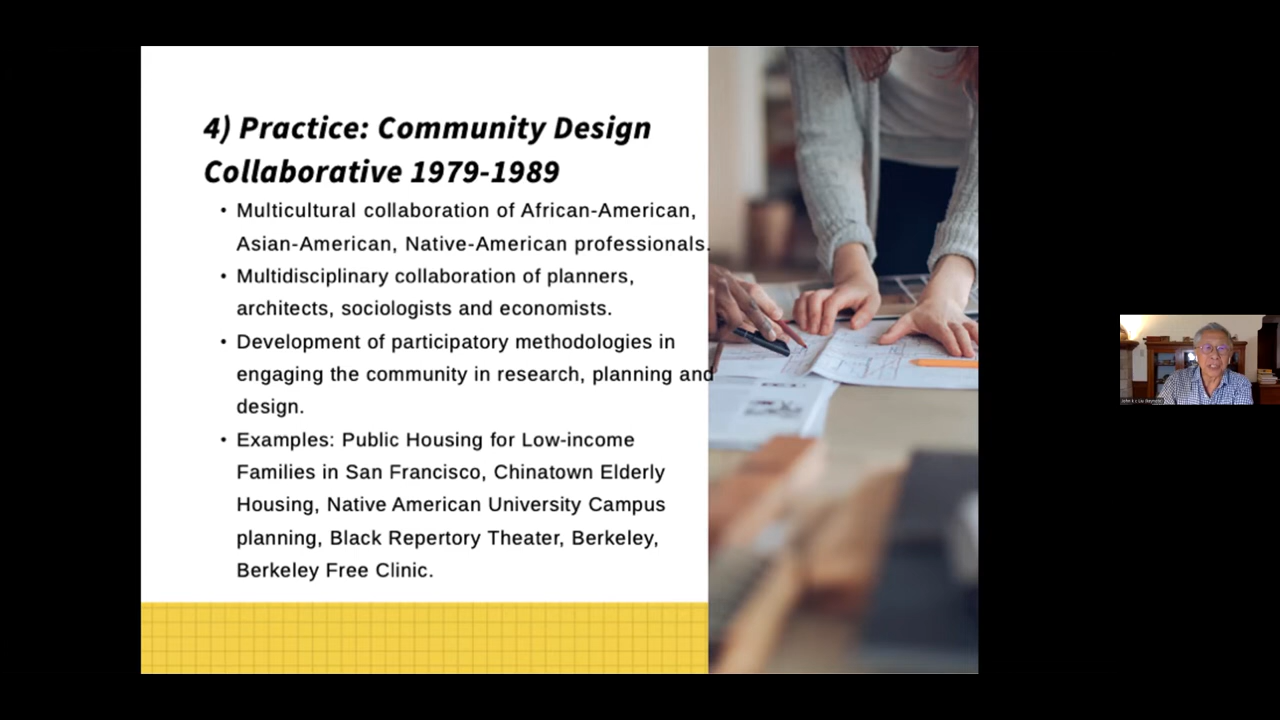 4) Practice: Community Design
Collaborative 1979-1989
• Multicultural collaboration of African-American,
Asian-American, Native-American professionals.
• Multidisciplinary collaboration of planners,
architects, sociologists and economists.
• Development of participatory methodologies in
engaging the community in research, planning and
design.
• Examples: Public Housing for Low-income
Families in San Francisco, Chinatown Elderly
Housing, Native American University Campus
planning, Black Repertory Theater, Berkeley,
Berkeley Free Clinic.